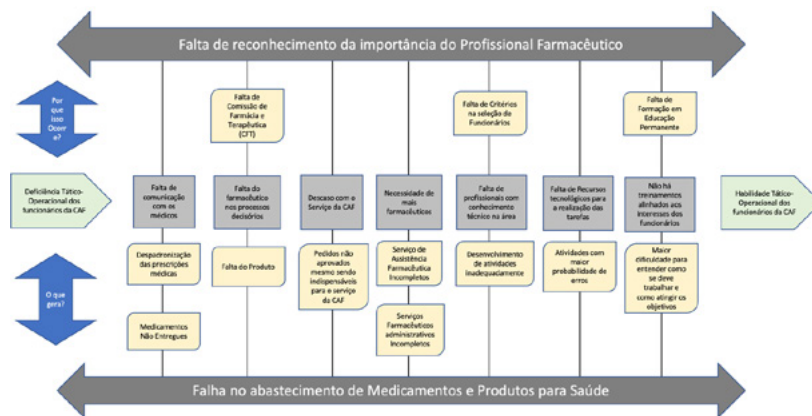 Falta de reconhecimento da importância do Profissional Farmacêutico
Por
que
isso
Ocorre?
Falta de
Comissão de
Farmácia e
Terapêutica
(CFT)
Falta de Critérios
na seleção de
Funcionários
Falta de
Formação em
Educação
Permanente
Deficiência Tático-
Operacional dos
funcionários da CAF
Falta de
comunicação
com os
médicos
Falta do
farmacêutico
nos processos
decisórios
Descaso com o
Serviço da CAF
Necessidade de
mais
farmacêuticos
Falta de
profissionais com
conhecimento
técnico na área
Falta de Recursos
tecnológicos para
a realização das
tarefas
Não há
treinamentos
alinhados aos
interesses dos
funcionários
Habilidade Tático-
Operacional dos
funcionários da CAF
O que
gera?
Despadronização
das prescrições
médicas
Falta do Produto
Pedidos não
aprovados
mesmo sendo
indispensáveis
para o serviço
da CAF
Serviço de
Assistência
Farmacêutica
Incompletos
Desenvolvimento
de atividades
inadequadamente
Atividades com
maior
probabilidade de
erros
Maior
dificuldade para
entender como
se deve
trabalhar e
como atingir os
objetivos
Medicamentos
Não Entregues
Serviços
Farmacêuticos
administrativos
Incompletos
Falha no abastecimento de Medicamentos e Produtos para Saúde